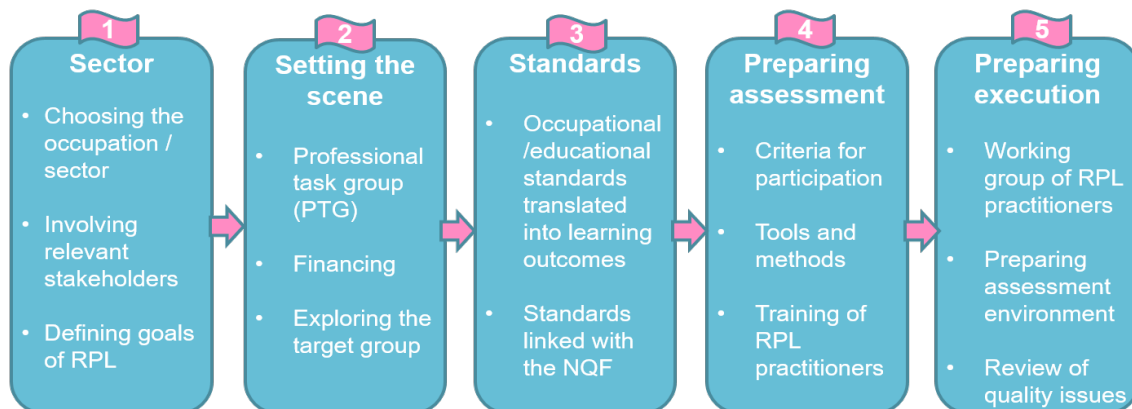 1
Sector
• Choosing the
occupation /
sector
• Involving
relevant
stakeholders
• Defining goals
of RPL
2
Setting the
scene
• Professional
task group
(PTG)
• Financing
• Exploring the
target group
3
Standards
• Occupational
/educational
standards
translated
into learning
outcomes
• Standards
linked with
the NQF
4
Preparing
assessment
• Criteria for
participation
• Tools and
methods
• Training of
RPL
practitioners
5
Preparing
execution
• Working
group of RPL
practitioners
• Preparing
assessment
environment
• Review of
quality issues